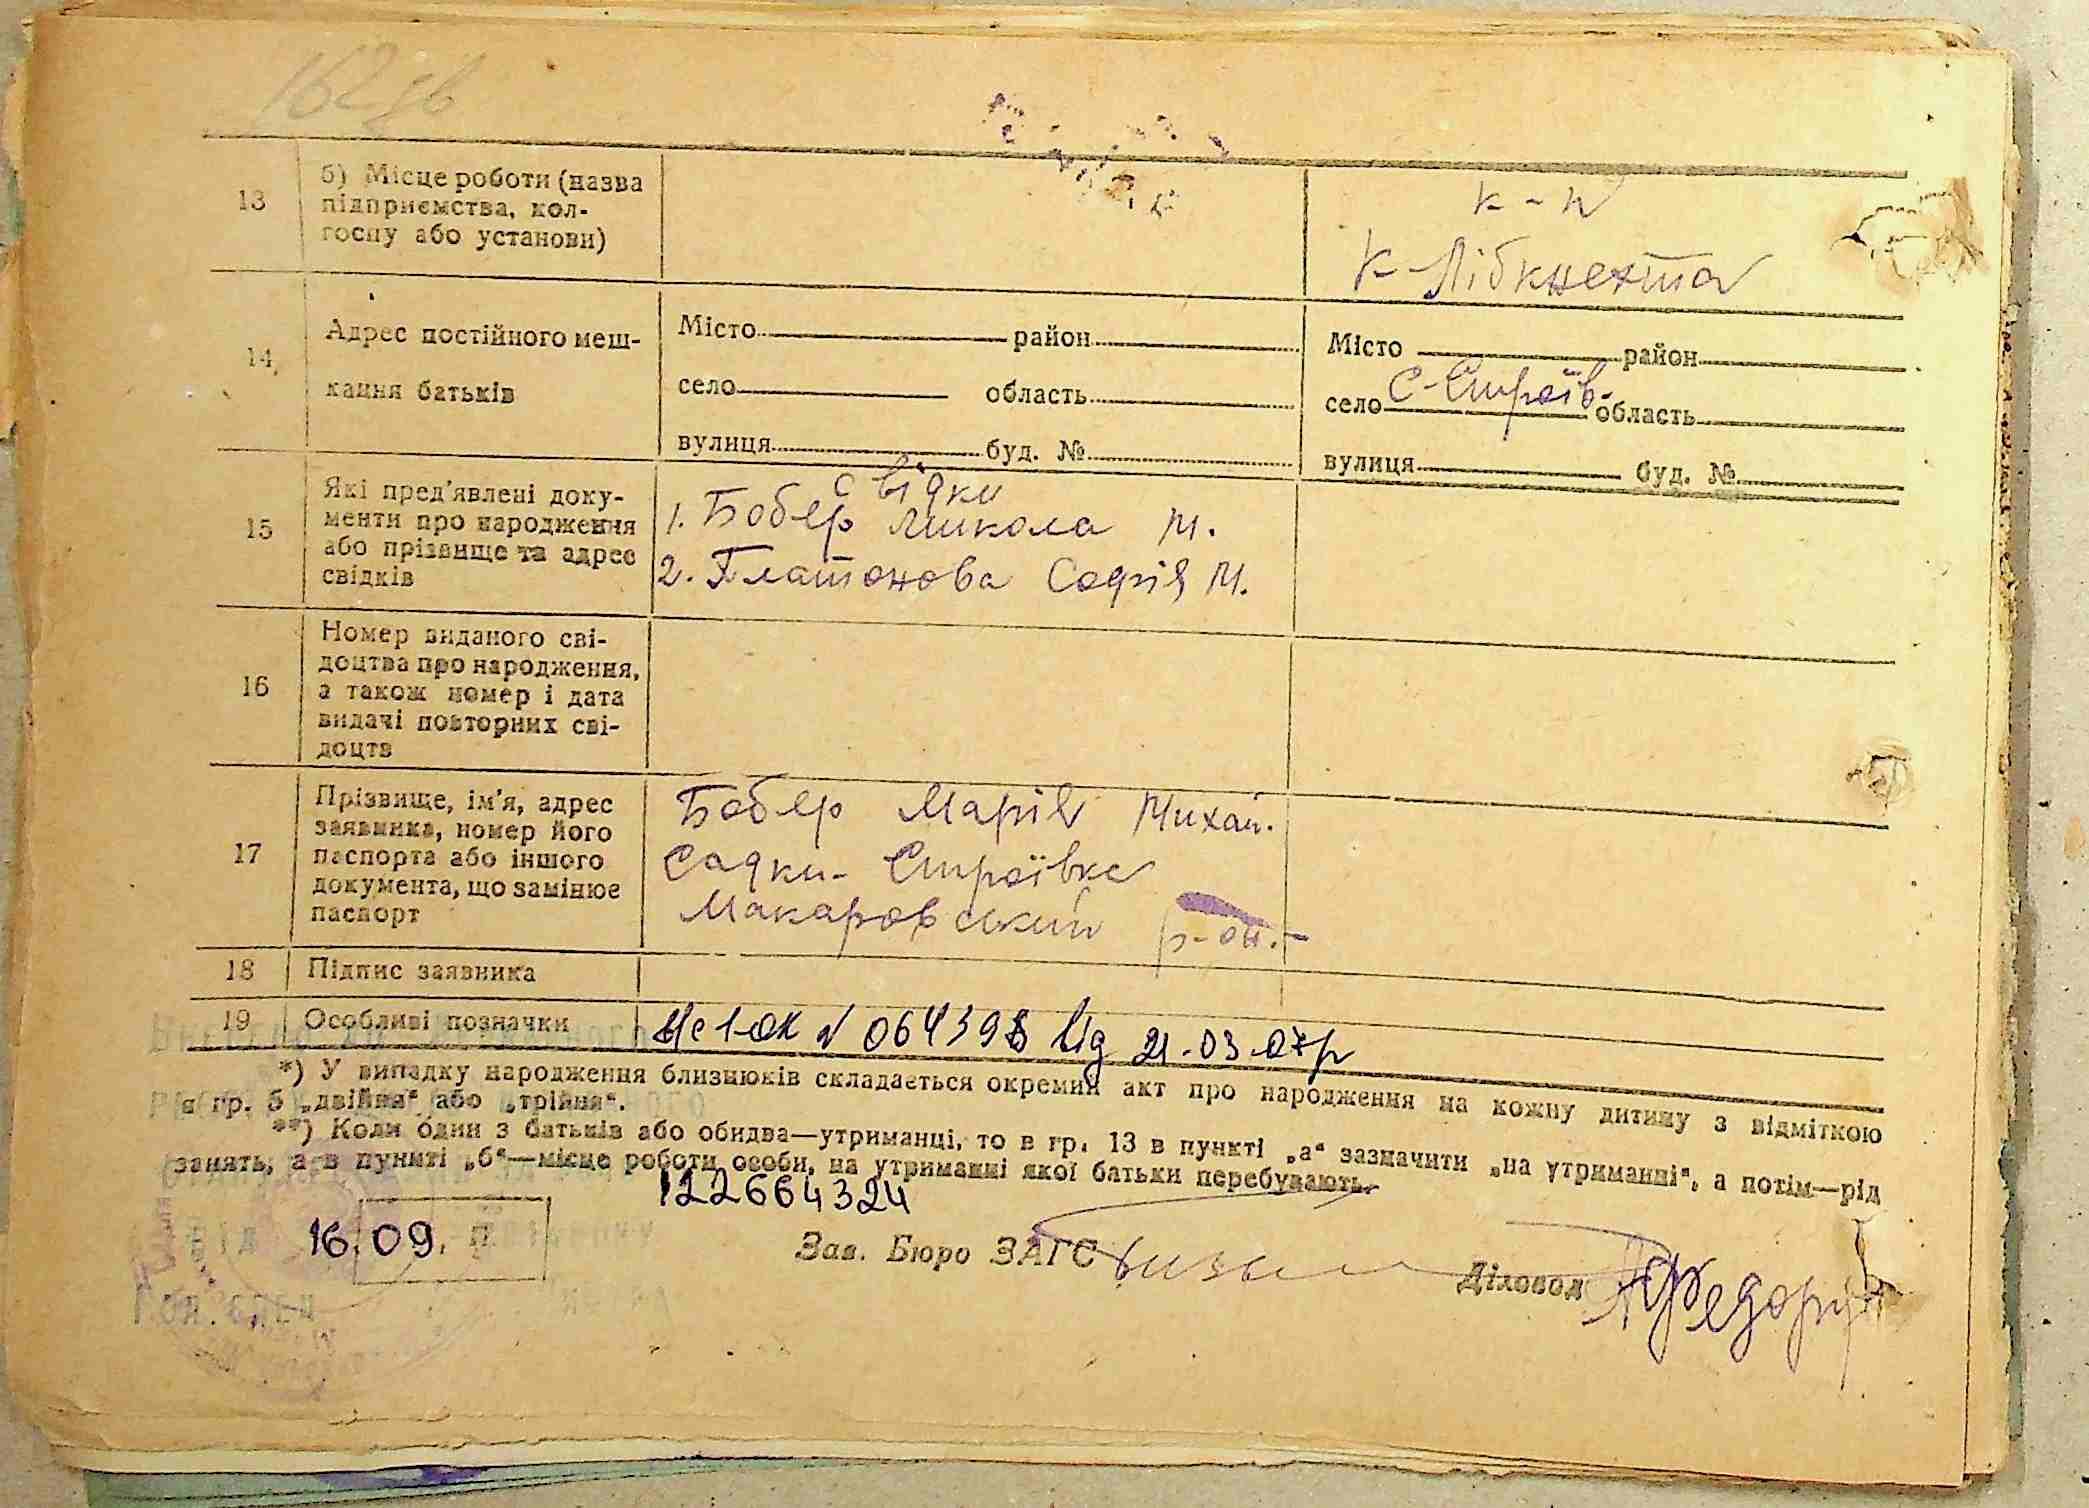 13
б) Місце роботи (назва
підприємства, кол-
госпу або установи)
к-п
К-Лібкнехта
14
Адрес постійного меш-
кання батьків
Місто район
село область
вулиця буд. №
Місто район
село С-Строїв- область
вулиця буд. №
15
Які пред'явлені доку-
менти про народження
або прізвище та адрес
свідків
свідки
1. Бобер Микола М.
2. Платонова Софія М.
16
Номер виданого сві-
доцтва про народження,
а також номер і дата
видачі повторних сві-
доцтв
17
Прізвище, ім'я, адрес
заявника, номер його
паспорта або іншого
документа, що замінює
паспорт
Бобер Марія Михай.
Садки-Строївка
Макаровський р-он.-
18 Підпис заявника
19 Особливі позначки
N 064398 від 21.03.07р
*) У випадку народження близнюків складається окремий акт про народження на кожну дитину з відміткою
в гр. 5 „двійня“ або „трійня“.
**) Коли один з батьків або обидва—утриманці, то в гр. 13 в пункті „а“ зазначити „на утриманні“, а потім—рід
занять, а в пункті „б“—місце роботи особи, на утриманні якої батьки перебувають.
122664324
16.09. П
Зав. Бюро ЗАГС
Діловод